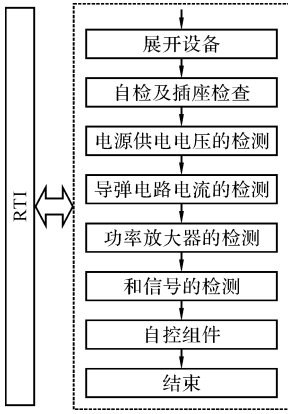 RTI
展开设备
自检及插座检查
电源供电电压的检测
导弹电路电流的检测
功率放大器的检测
和信号的检测
自控组件
结束